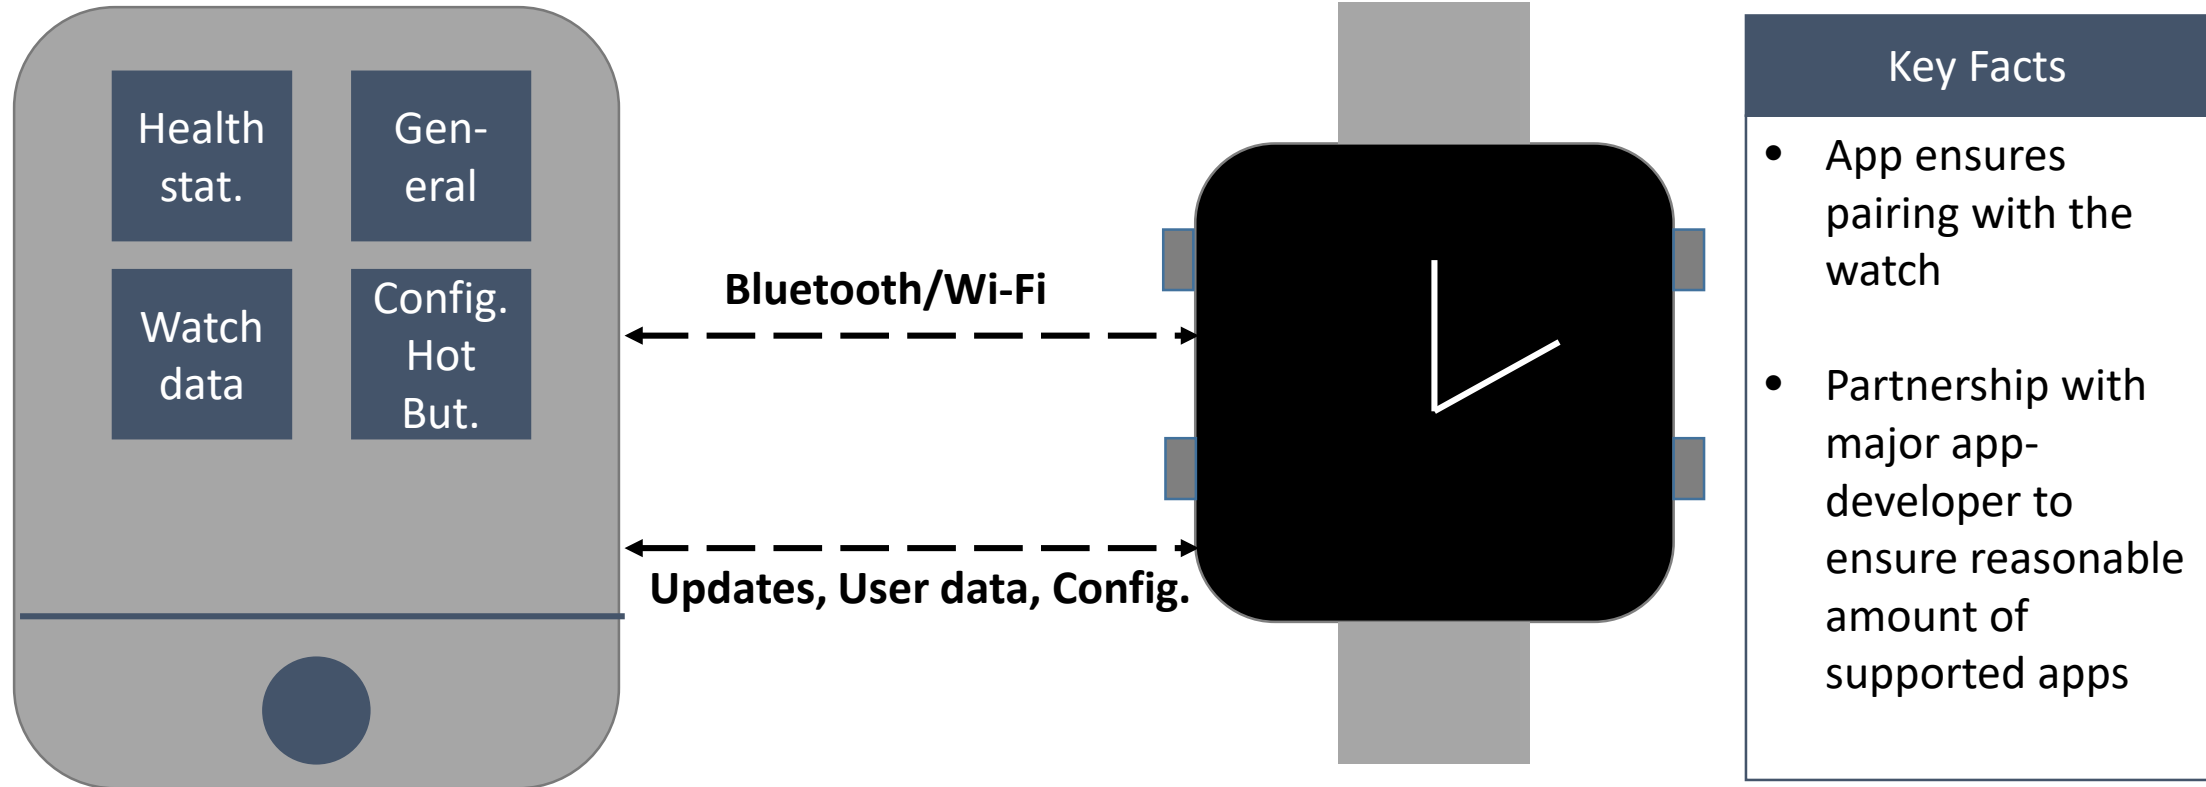 Health
stat.
Gen-
eral
Watch
data
Config.
Hot
But.
Bluetooth/Wi-Fi
Updates, User data, Config.
Key Facts
• App ensures
pairing with the
watch
• Partnership with
major app-
developer to
ensure reasonable
amount of
supported apps